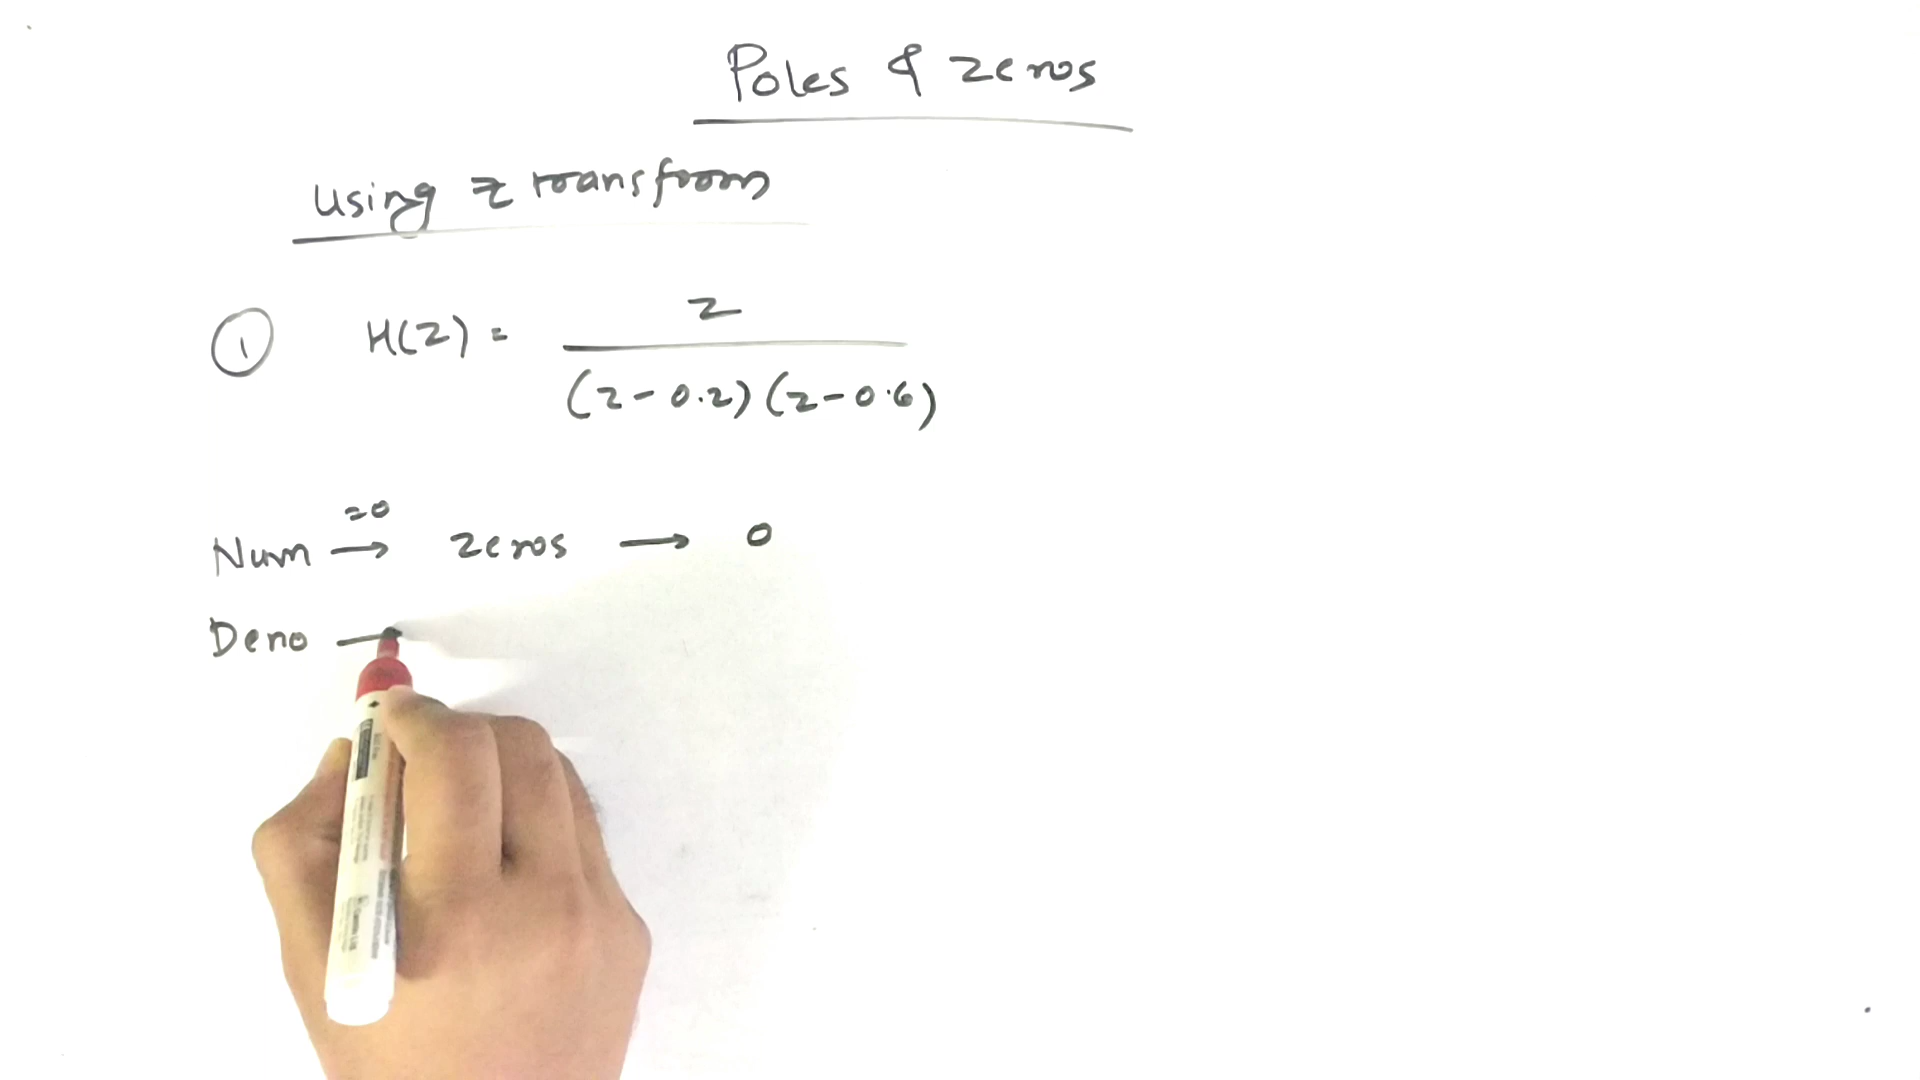 Poles & zeros
Using z transform
① H(z) = z / (z-0.2)(z-0.6)
=0
Num → zeros → 0
Deno —